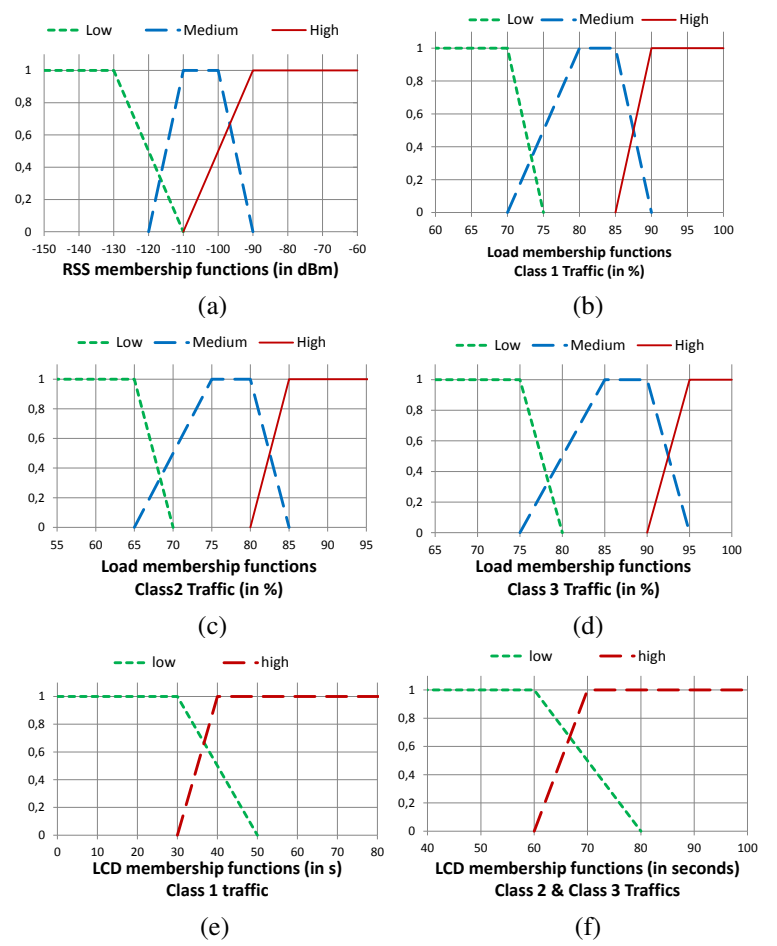 Low Medium High
1
0,8
0,6
0,4
0,2
0
-150 -140 -130 -120 -110 -100 -90 -80 -70 -60
RSS membership functions (in dBm)
(a)
Low Medium High
1
0,8
0,6
0,4
0,2
0
60 65 70 75 80 85 90 95 100
Load membership functions
Class 1 Traffic (in %)
(b)
Low Medium High
1
0,8
0,6
0,4
0,2
0
55 60 65 70 75 80 85 90 95
Load membership functions
Class2 Traffic (in %)
(c)
Low Medium High
1
0,8
0,6
0,4
0,2
0
65 70 75 80 85 90 95 100
Load membership functions
Class 3 Traffic (in %)
(d)
low high
1
0,8
0,6
0,4
0,2
0
0 10 20 30 40 50 60 70 80
LCD membership functions (in s)
Class 1 traffic
(e)
low high
1
0,8
0,6
0,4
0,2
0
40 50 60 70 80 90 100
LCD membership functions (in seconds)
Class 2 & Class 3 Traffics
(f)